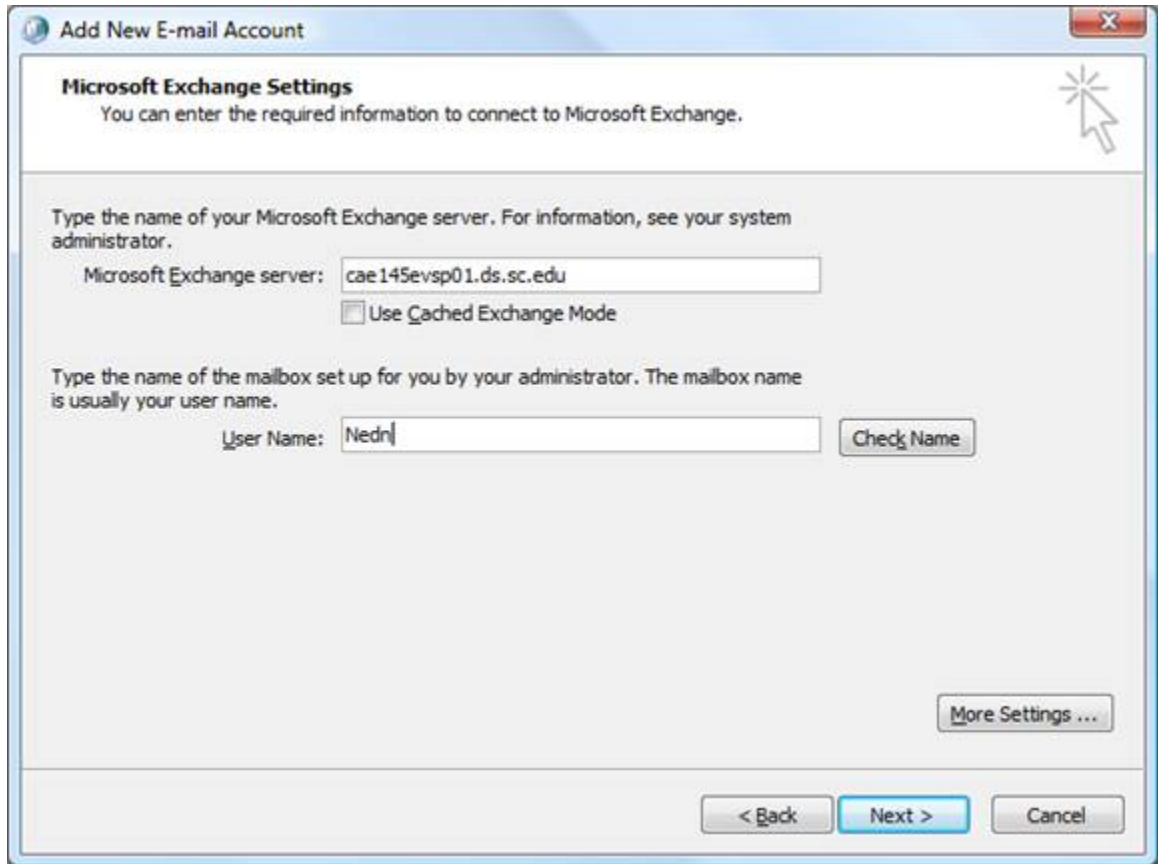 Add New E-mail Account
Microsoft Exchange Settings
You can enter the required information to connect to Microsoft Exchange.
Type the name of your Microsoft Exchange server. For information, see your system
administrator.
Microsoft Exchange server: cae145evsp01.ds.sc.edu
Use Cached Exchange Mode
Type the name of the mailbox set up for you by your administrator. The mailbox name
is usually your user name.
User Name: Nedn Check Name
More Settings ...
< Back Next > Cancel